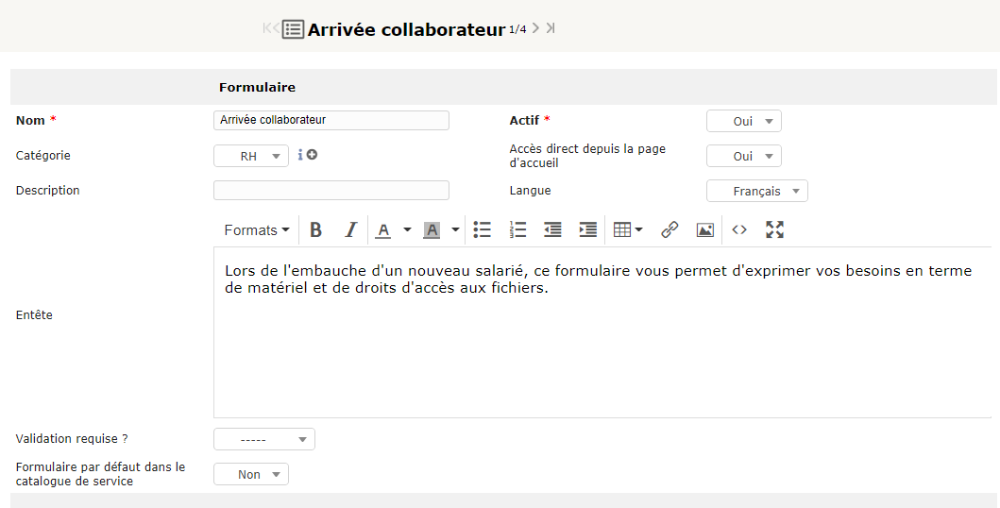 Arrivée collaborateur 1/4
Formulaire
Nom * Arrivée collaborateur Actif * Oui
Catégorie RH Accès direct depuis la page
d'accueil Oui
Description Langue Français
Formats B I A A
Lors de l'embauche d'un nouveau salarié, ce formulaire vous permet d'exprimer vos besoins en terme
de matériel et de droits d'accès aux fichiers.
Entête
Validation requise ? -----
Formulaire par défaut dans le
catalogue de service Non